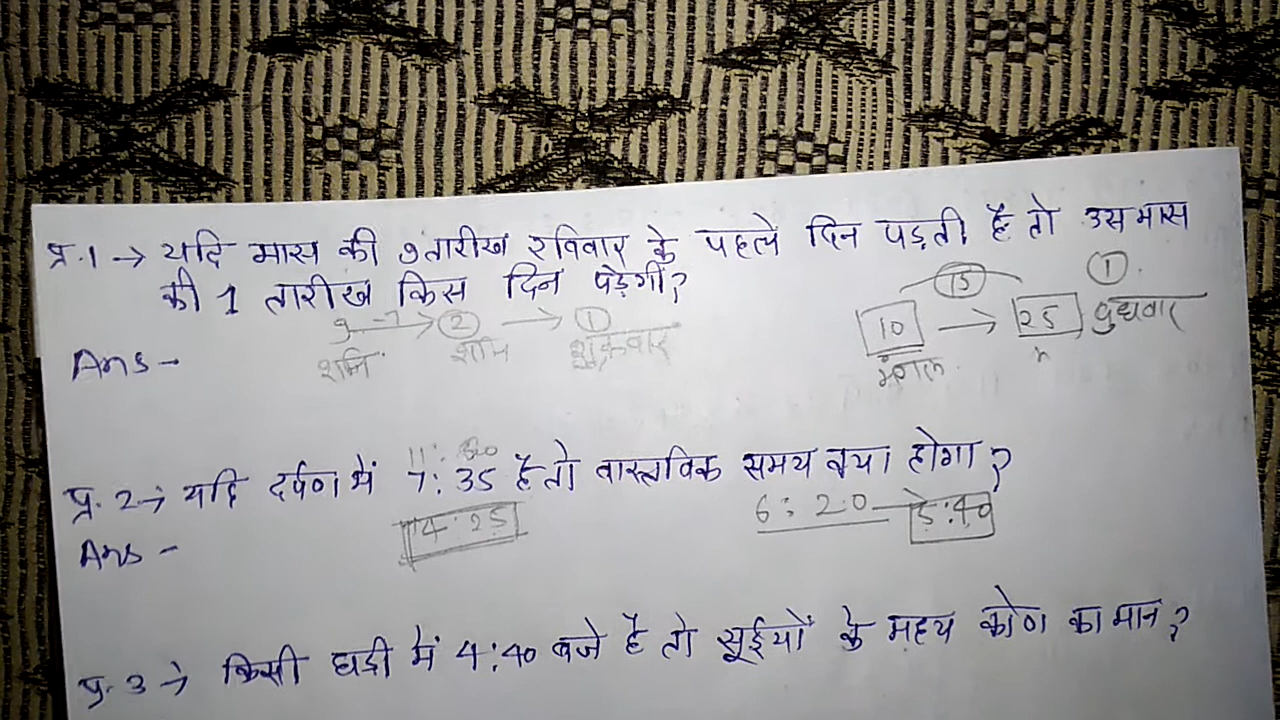 प्र.1 → यदि मास की 9 तारीख रविवार के पहले दिन पड़ती है तो उस मास
की 1 तारीख किस दिन पड़ेगी?
9 -7 → 2 → 1
शनि शनि शुक्रवार
15 1
10 → 25 बुधवार
मंगल
Ans -
11:60
प्र. 2 → यदि दर्पण में 7:35 है तो वास्तविक समय क्या होगा?
4:25 6:20 5:40
Ans -
प्र. 3 → किसी घड़ी में 4:40 बजे है तो सूईयों के मध्य कोण का मान?